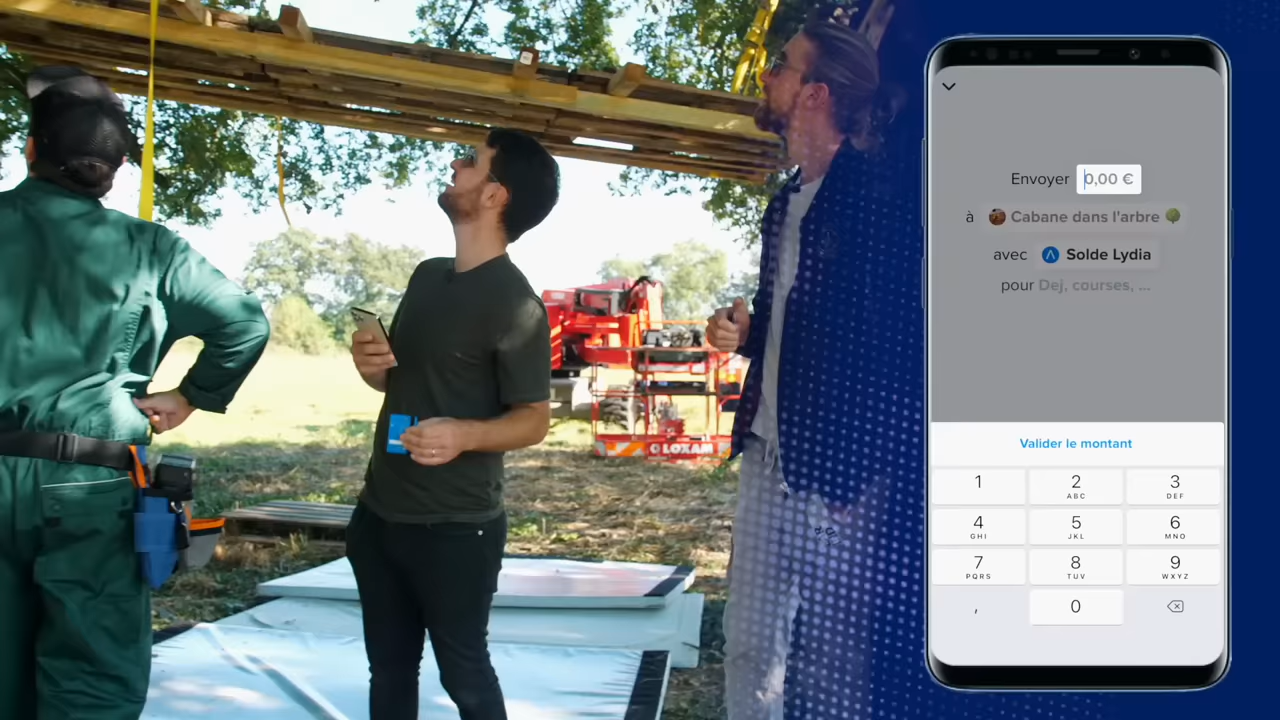 LOXAM
Envoyer 0,00 €
à Cabane dans l'arbre
avec Solde Lydia
pour Dej, courses, ...
Valider le montant
1
2 ABC
3 DEF
4 GHI
5 JKL
6 MNO
7 PQRS
8 TUV
9 WXYZ
,
0